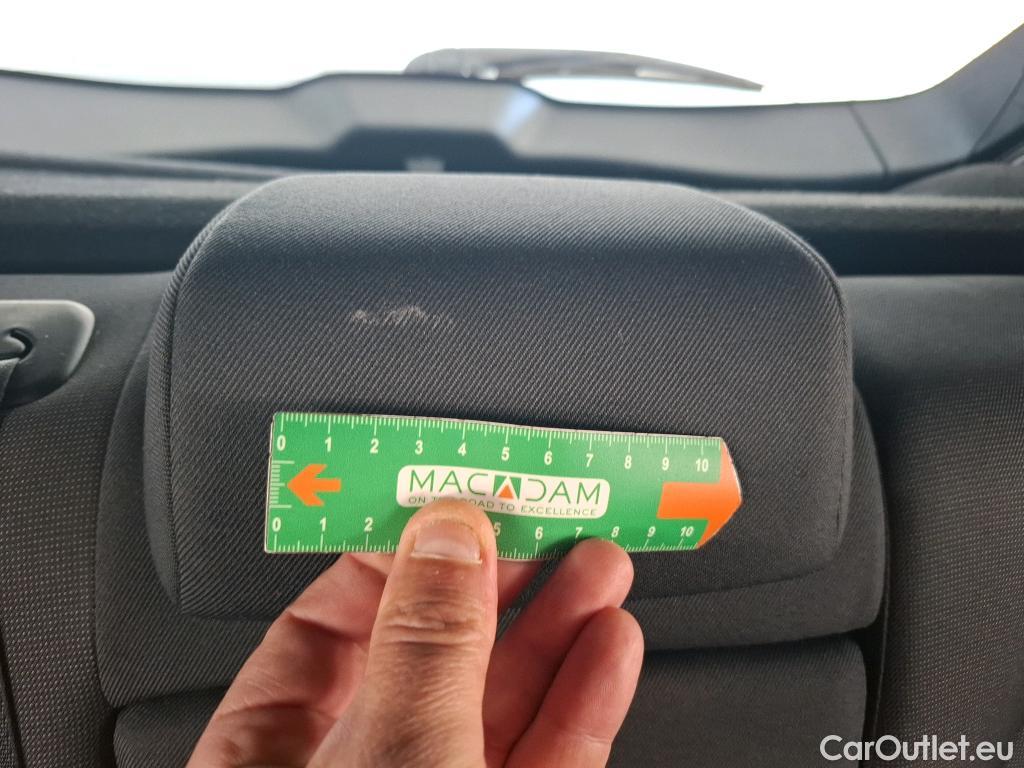 0 1 2 3 4 5 6 7 8 9 10
MACADAM
ON T ROAD TO EXCELLENCE
0 1 2 5 6 7 8 9 10
CarOutlet.eu